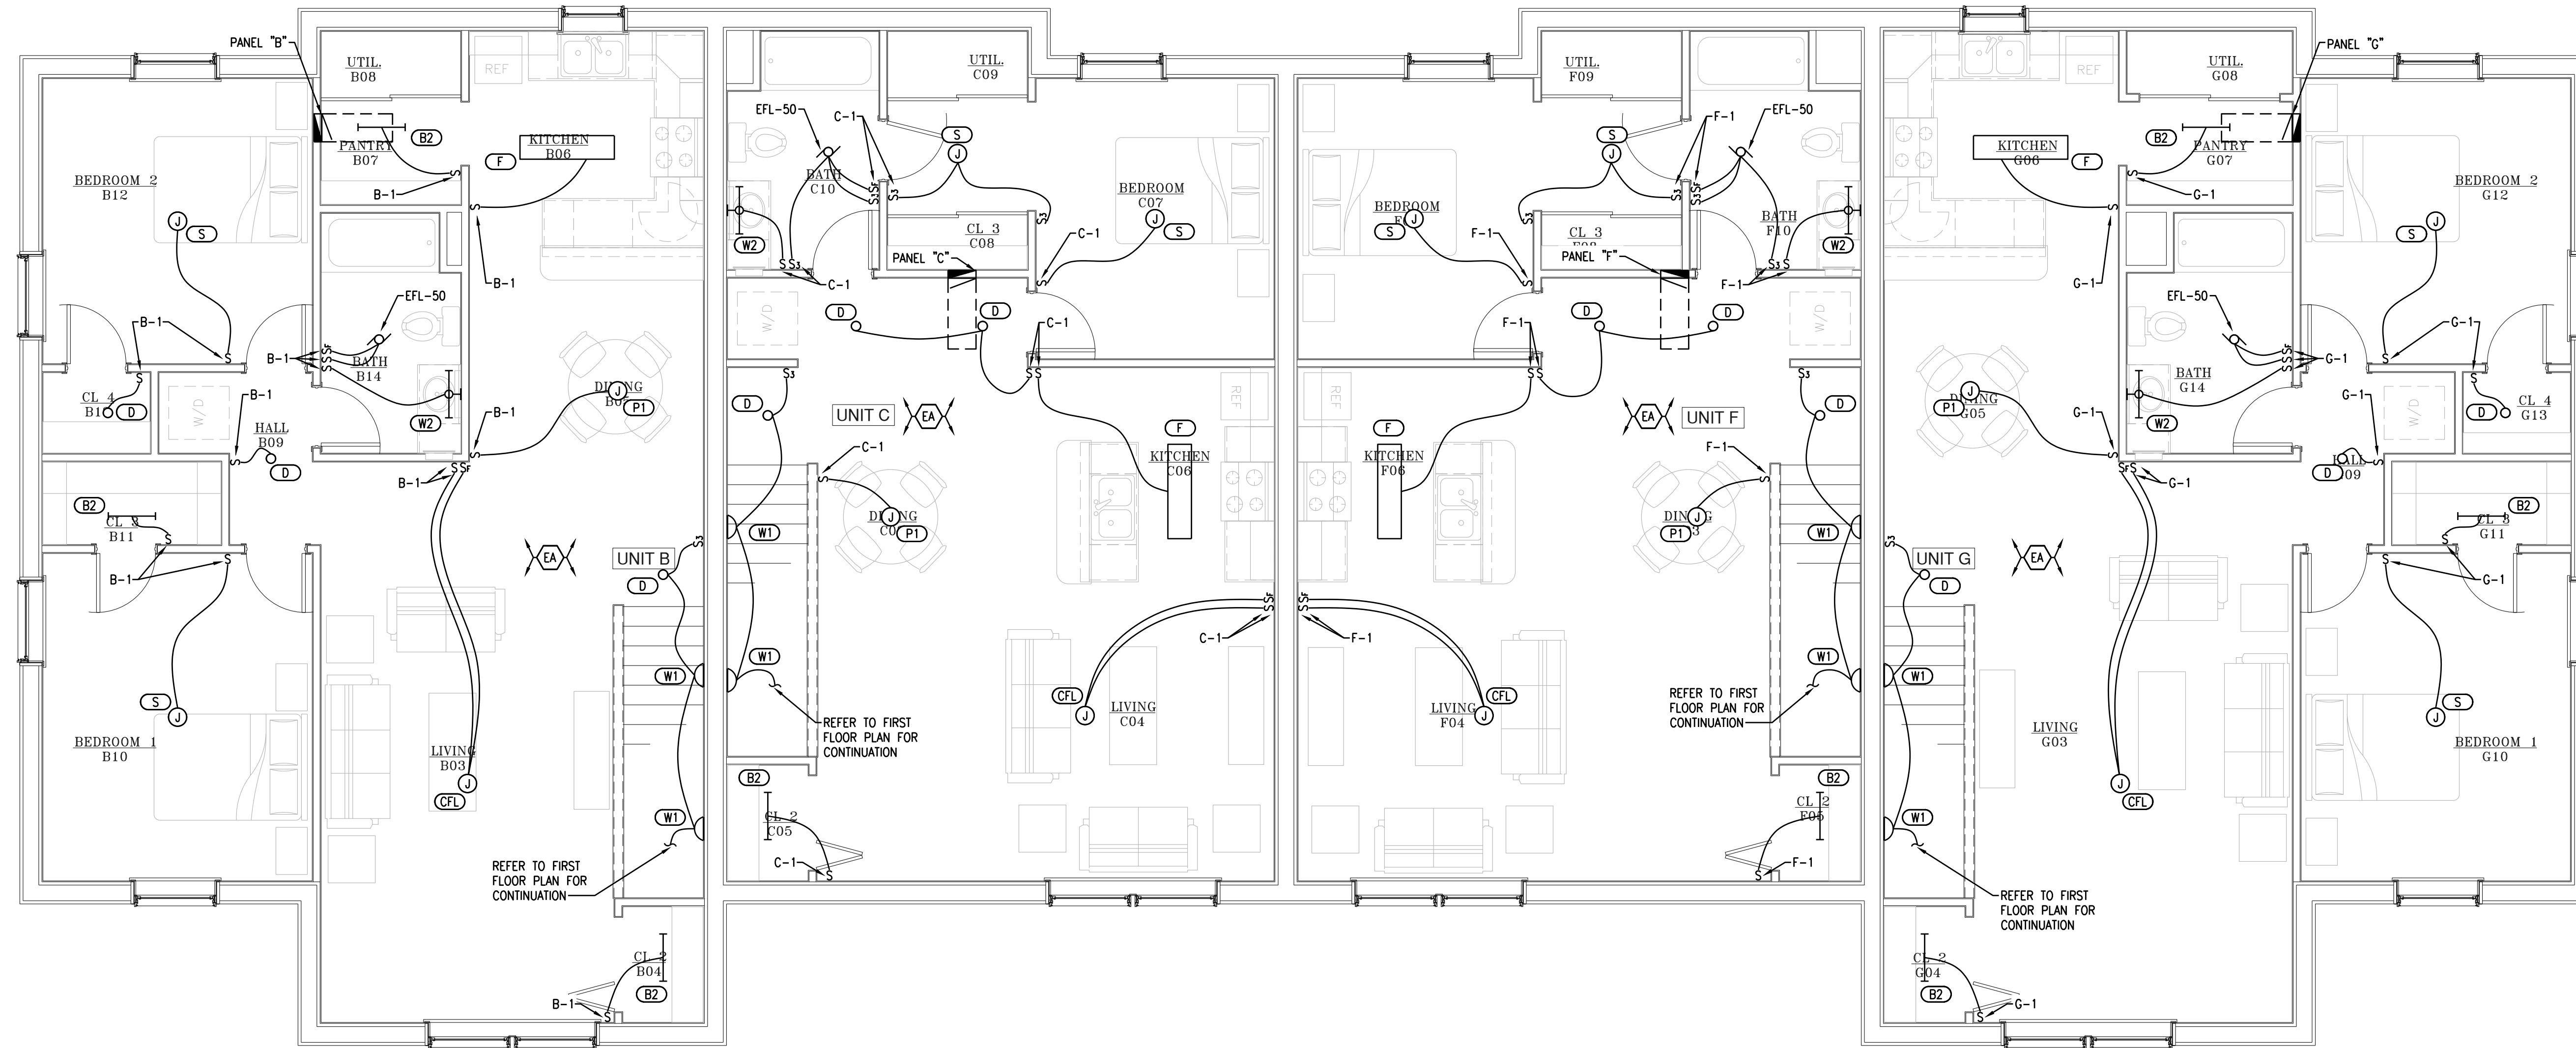 PANEL "B"
UTIL.
B08
REF
PANTRY
B07
B2
B-1
F
KITCHEN
B06
B-1
BEDROOM 2
B12
J
S
B-1
EFL-50
B-1
BATH
B14
W2
CL 4
D
W/D
HALL
B09
B-1
D
J
P1
B-1
B-1
B2
B11
B-1
EA
UNIT B
D
BEDROOM 1
B10
S
J
LIVING
B03
J
CFL
W1
W1
REFER TO FIRST
FLOOR PLAN FOR
CONTINUATION
CL 2
B04
B2
B-1
UTIL.
C09
EFL-50
C-1
S
J
BATH
C10
W2
C-1
CL 3
C08
PANEL "C"
BEDROOM
C07
J
S
C-1
W/D
D
D
C-1
S3
D
UNIT C
EA
C-1
F
KITCHEN
C06
REF
J
P1
W1
W1
C-1
REFER TO FIRST
FLOOR PLAN FOR
CONTINUATION
CFL
J
LIVING
C04
B2
CL 2
C05
C-1
UTIL.
F09
S
J
F-1
EFL-50
BEDROOM
J
S
F-1
CL 3
PANEL "F"
BATH
F10
W2
F-1
W/D
D
D
F-1
REF
F
KITCHEN
F06
EA
UNIT F
D
S3
F-1
J
P1
W1
W1
F-1
CFL
J
LIVING
F04
REFER TO FIRST
FLOOR PLAN FOR
CONTINUATION
B2
CL 2
F05
F-1
UTIL.
G08
PANEL "G"
REF
KITCHEN
G06
F
B2
PANTRY
G07
G-1
G-1
BEDROOM 2
G12
J
S
G-1
EFL-50
BATH
G14
G-1
W2
J
P1
G05
G-1
G-1
W/D
CL 4
G13
D
D
G-1
B2
G11
G-1
UNIT G
EA
D
S3
W1
W1
LIVING
G03
J
CFL
S
J
BEDROOM 1
G10
REFER TO FIRST
FLOOR PLAN FOR
CONTINUATION
CL 2
G04
B2
G-1